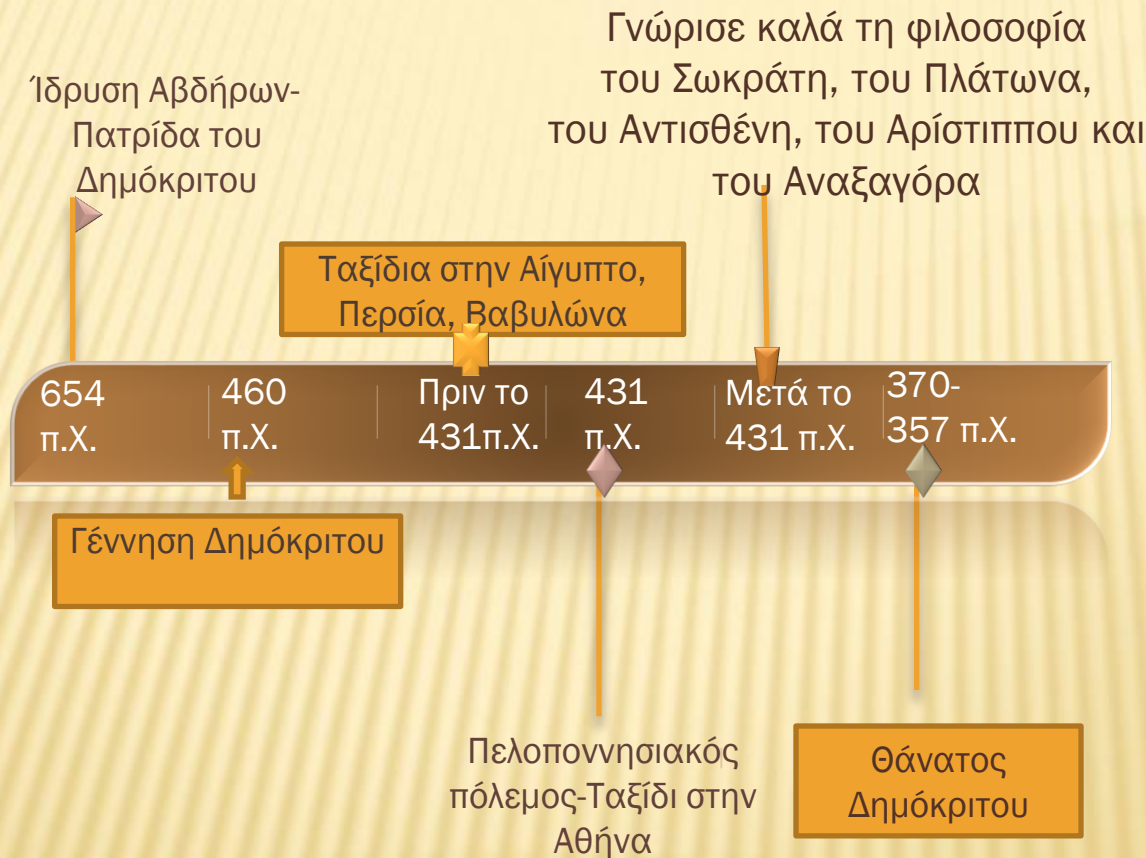 Γνώρισε καλά τη φιλοσοφία
του Σωκράτη, του Πλάτωνα,
του Αντισθένη, του Αρίστιππου και
του Αναξαγόρα
Ίδρυση Αβδήρων-
Πατρίδα του
Δημόκριτου
Ταξίδια στην Αίγυπτο,
Περσία, Βαβυλώνα
654
π.Χ.
460
π.Χ.
Πριν το
431π.Χ.
431
π.Χ.
Μετά το
431 π.Χ.
370-
357 π.Χ.
Γέννηση Δημόκριτου
Πελοποννησιακός
πόλεμος-Ταξίδι στην
Αθήνα
Θάνατος
Δημόκριτου